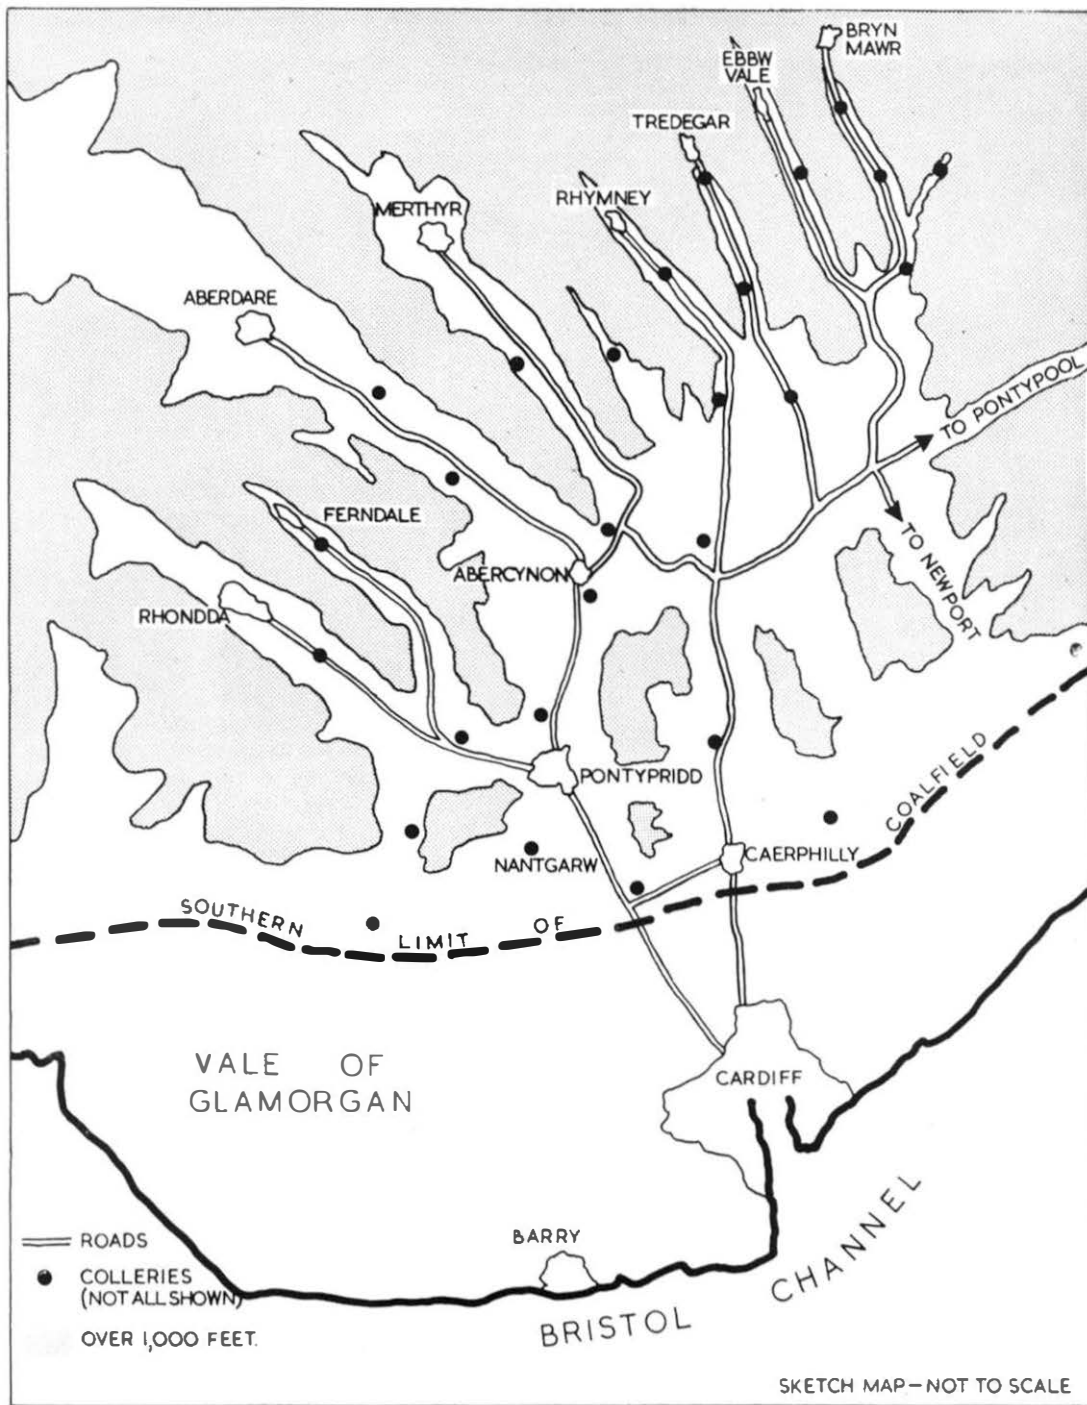 BRYN
MAWR
EBBW
VALE
TREDEGAR
RHYMNEY
MERTHYR
ABERDARE
TO PONTYPOOL
FERNDALE
TO NEWPORT
ABERCYNON
RHONDDA
PONTYPRIDD
COALFIELD
NANTGARW
CAERPHILLY
SOUTHERN
LIMIT OF
VALE OF
GLAMORGAN
CARDIFF
ROADS
COLLERIES
(NOT ALL SHOWN)
OVER 1,000 FEET.
BARRY
BRISTOL CHANNEL
SKETCH MAP - NOT TO SCALE